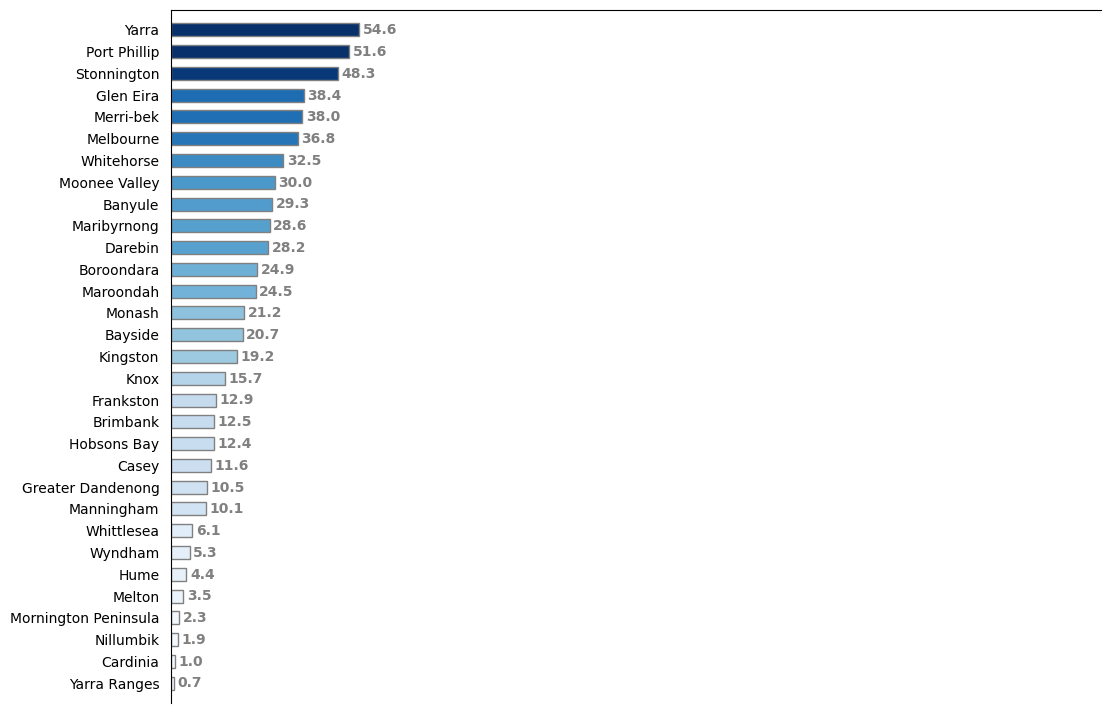 Yarra 54.6
Port Phillip 51.6
Stonnington 48.3
Glen Eira 38.4
Merri-bek 38.0
Melbourne 36.8
Whitehorse 32.5
Moonee Valley 30.0
Banyule 29.3
Maribyrnong 28.6
Darebin 28.2
Boroondara 24.9
Maroondah 24.5
Monash 21.2
Bayside 20.7
Kingston 19.2
Knox 15.7
Frankston 12.9
Brimbank 12.5
Hobsons Bay 12.4
Casey 11.6
Greater Dandenong 10.5
Manningham 10.1
Whittlesea 6.1
Wyndham 5.3
Hume 4.4
Melton 3.5
Mornington Peninsula 2.3
Nillumbik 1.9
Cardinia 1.0
Yarra Ranges 0.7